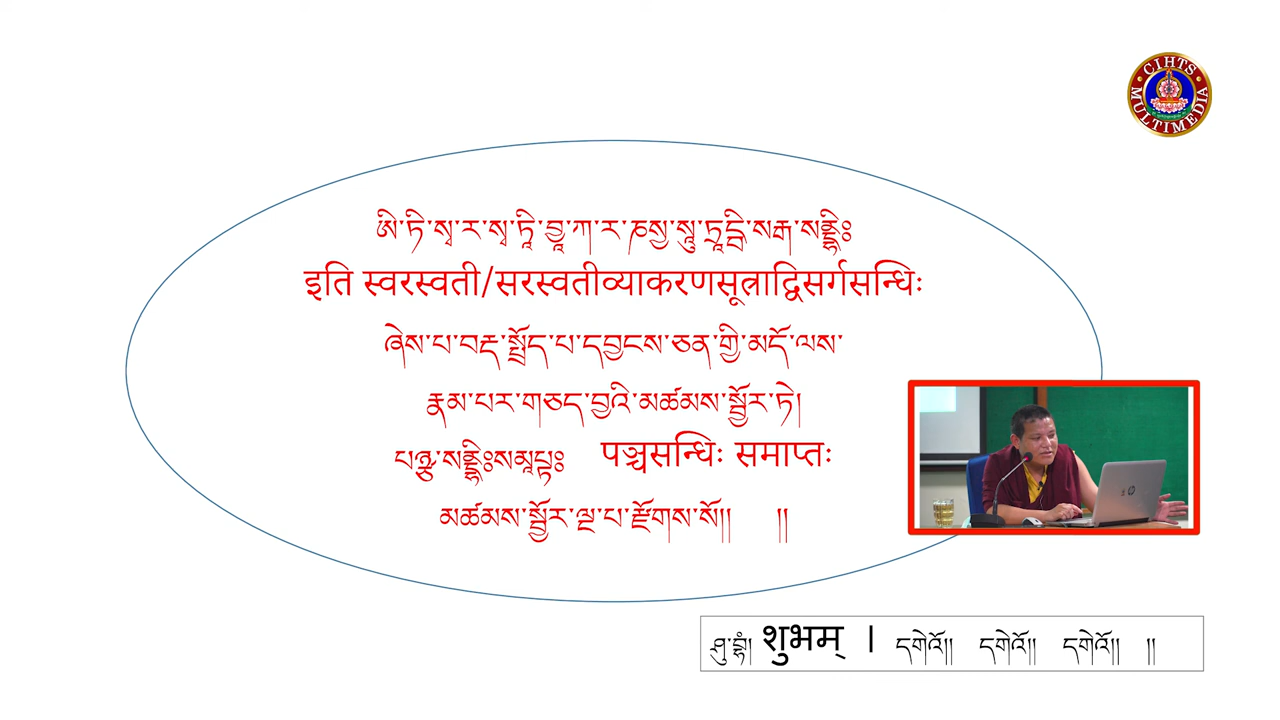 CIHTS MULTIMEDIA
ཨི་ཏི་སྭ་ར་སྭ་ཏཱི་བྱཱ་ཀ་ར་ཎསྱ་སཱུ་ཏྲཱདྦི་སརྒ་སནྡྷིཿ
इति स्वरस्वती/सरस्वतीव्याकरणसूत्राद्विसर्गसन्धिः
ཞེས་པ་བརྡ་སྤྲོད་པ་དབྱངས་ཅན་གྱི་མདོ་ལས་
རྣམ་པར་གཅད་བྱའི་མཚམས་སྦྱོར་ཏེ།
པཉྩ་སནྡྷིཿསམཱཔྟཿ पञ्चसन्धिः समाप्तः
མཚམས་སྦྱོར་ལྔ་པ་རྫོགས་སོ།། །།
ཤུ་བྷཾ། शुभम् । དགེའོ།། དགེའོ།། དགེའོ།། །།